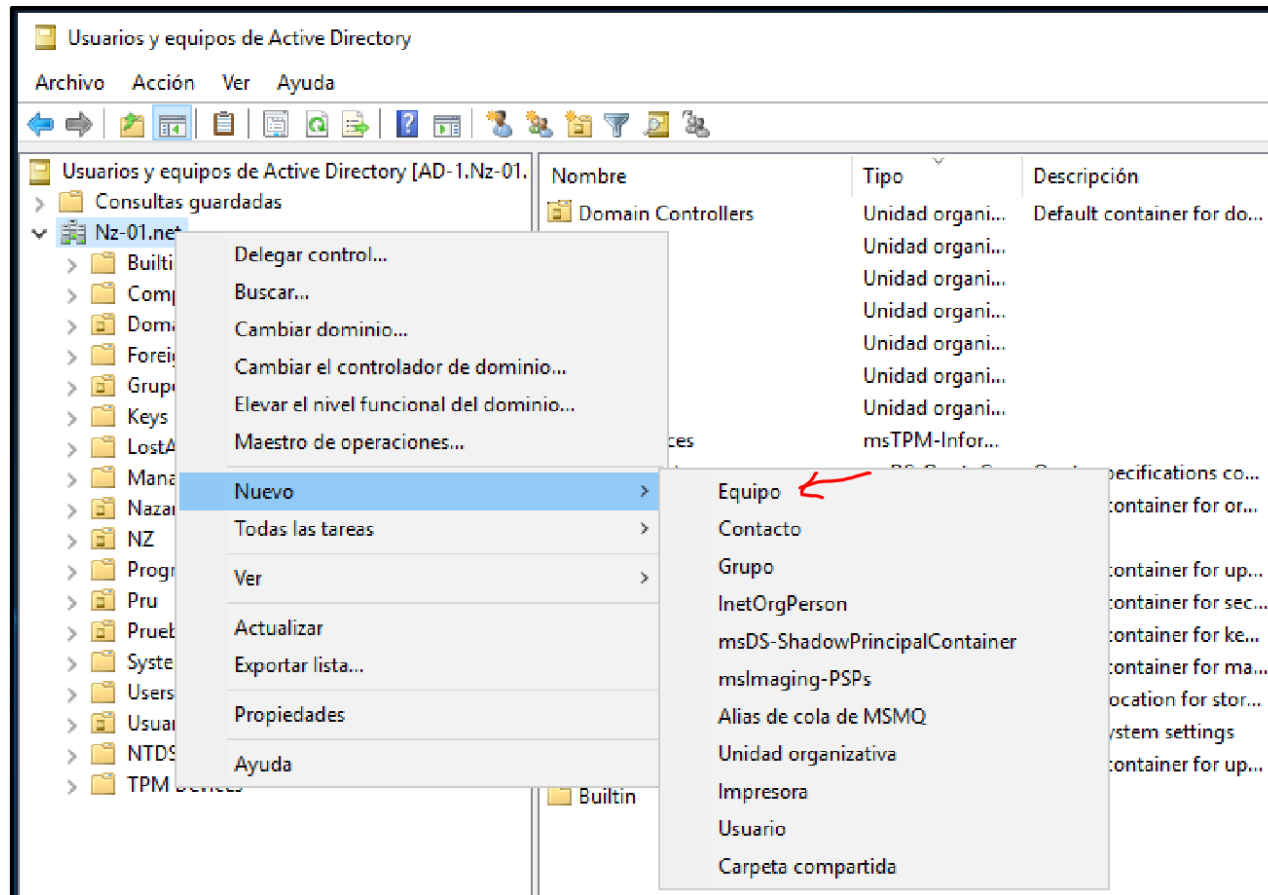 Usuarios y equipos de Active Directory
Archivo Acción Ver Ayuda
Usuarios y equipos de Active Directory [AD-1.Nz-01.
Consultas guardadas
Nz-01.net
Builti
Comp
Doma
Foreig
Grup
Keys
LostA
Mana
Nazar
NZ
Progr
Pru
Prueb
Syste
Users
Usuar
NTDS
TPM Devices
Delegar control...
Buscar...
Cambiar dominio...
Cambiar el controlador de dominio...
Elevar el nivel funcional del dominio...
Maestro de operaciones...
Nuevo
Todas las tareas
Ver
Actualizar
Exportar lista...
Propiedades
Ayuda
Nombre Tipo Descripción
Domain Controllers Unidad organi... Default container for do...
Unidad organi...
Unidad organi...
Unidad organi...
Unidad organi...
Unidad organi...
Unidad organi...
ces msTPM-Infor...
pecifications co...
container for or...
container for up...
container for sec...
container for ke...
container for ma...
ocation for stor...
ystem settings
container for up...
Builtin
Equipo
Contacto
Grupo
InetOrgPerson
msDS-ShadowPrincipalContainer
msImaging-PSPs
Alias de cola de MSMQ
Unidad organizativa
Impresora
Usuario
Carpeta compartida